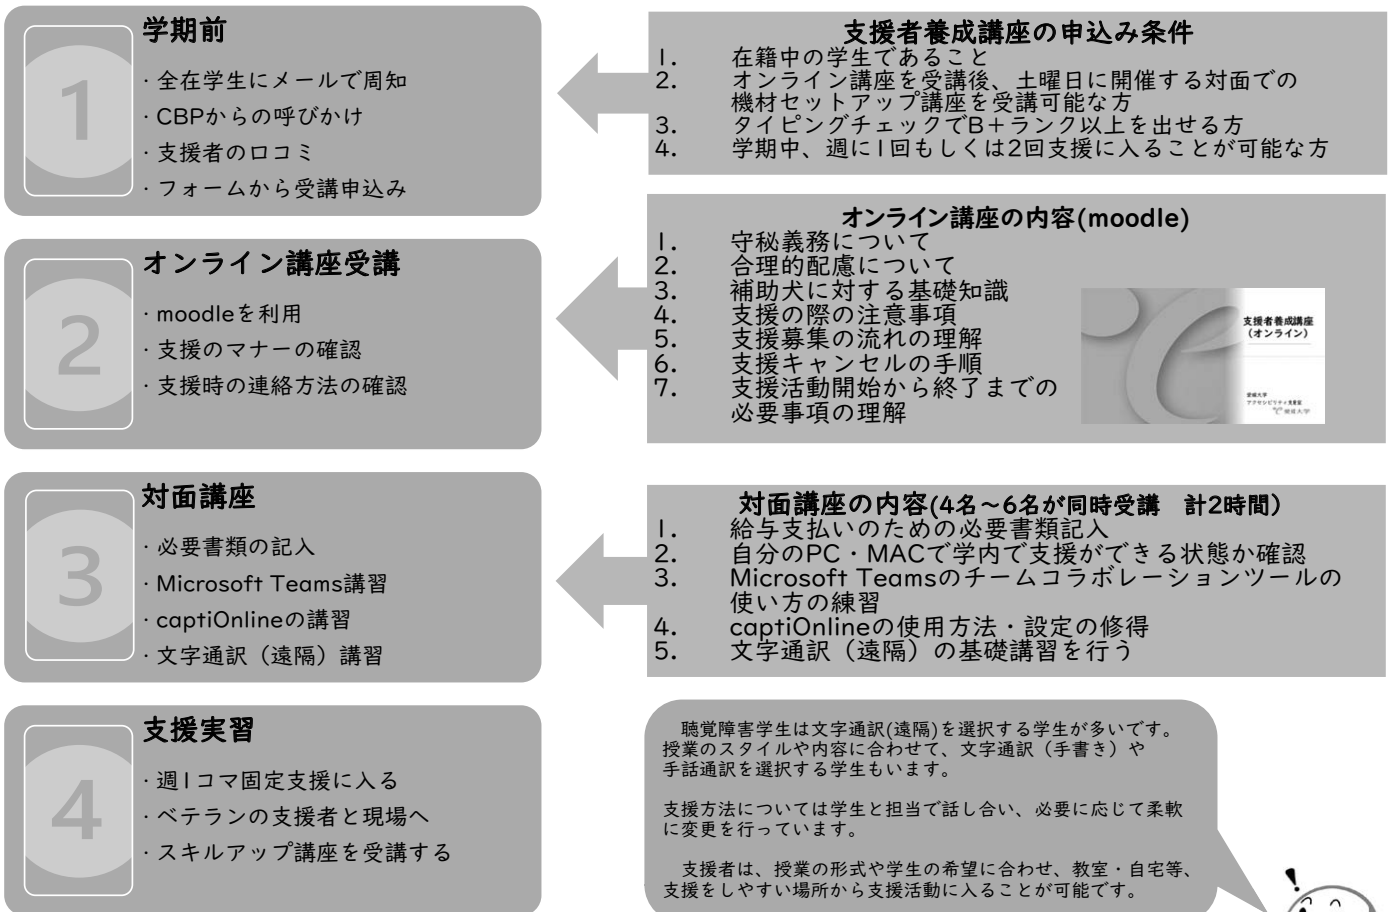 1
学期前
・全在学生にメールで周知
・CBPからの呼びかけ
・支援者の口コミ
・フォームから受講申込み
支援者養成講座の申込み条件
1. 在籍中の学生であること
2. オンライン講座を受講後、土曜日に開催する対面での
機材セットアップ講座を受講可能な方
3. タイピングチェックでB+ランク以上を出せる方
4. 学期中、週に1回もしくは2回支援に入ることが可能な方
2
オンライン講座受講
・moodleを利用
・支援のマナーの確認
・支援時の連絡方法の確認
オンライン講座の内容(moodle)
1. 守秘義務について
2. 合理的配慮について
3. 補助犬に対する基礎知識
4. 支援の際の注意事項
5. 支援募集の流れの理解
6. 支援キャンセルの手順
7. 支援活動開始から終了までの
必要事項の理解
支援者養成講座
(オンライン)
愛媛大学
アクセシビリティ支援室
愛媛大学
3
対面講座
・必要書類の記入
・Microsoft Teams講習
・captiOnlineの講習
・文字通訳（遠隔）講習
対面講座の内容(4名～6名が同時受講　計2時間)
1. 給与支払いのための必要書類記入
2. 自分のPC・MACで学内で支援ができる状態か確認
3. Microsoft Teamsのチームコラボレーションツールの
使い方の練習
4. captiOnlineの使用方法・設定の修得
5. 文字通訳（遠隔）の基礎講習を行う
4
支援実習
・週1コマ固定支援に入る
・ベテランの支援者と現場へ
・スキルアップ講座を受講する
聴覚障害学生は文字通訳(遠隔)を選択する学生が多いです。
授業のスタイルや内容に合わせて、文字通訳（手書き）や
手話通訳を選択する学生もいます。
支援方法については学生と担当で話し合い、必要に応じて柔軟
に変更を行っています。
支援者は、授業の形式や学生の希望に合わせ、教室・自宅等、
支援をしやすい場所から支援活動に入ることが可能です。
!